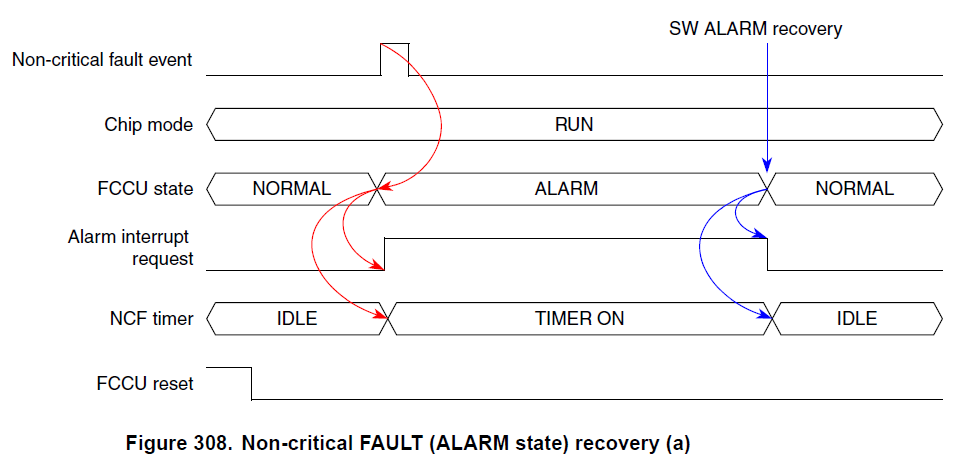 SW ALARM recovery
Non-critical fault event
Chip mode
RUN
FCCU state
NORMAL
ALARM
NORMAL
Alarm interrupt
request
NCF timer
IDLE
TIMER ON
IDLE
FCCU reset
Figure 308. Non-critical FAULT (ALARM state) recovery (a)